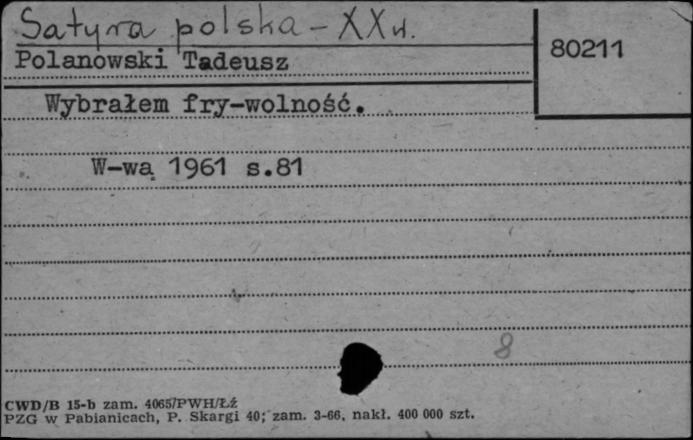 Satyra polska - XX w.
Polanowski Tadeusz
80211
Wybrałem fry-wolność.
W-wa 1961 s.81
8
CWD/B 15-b zam. 4065/PWH/Łź
PZG w Pabianicach, P. Skargi 40; zam. 3-66, nakł. 400 000 szt.